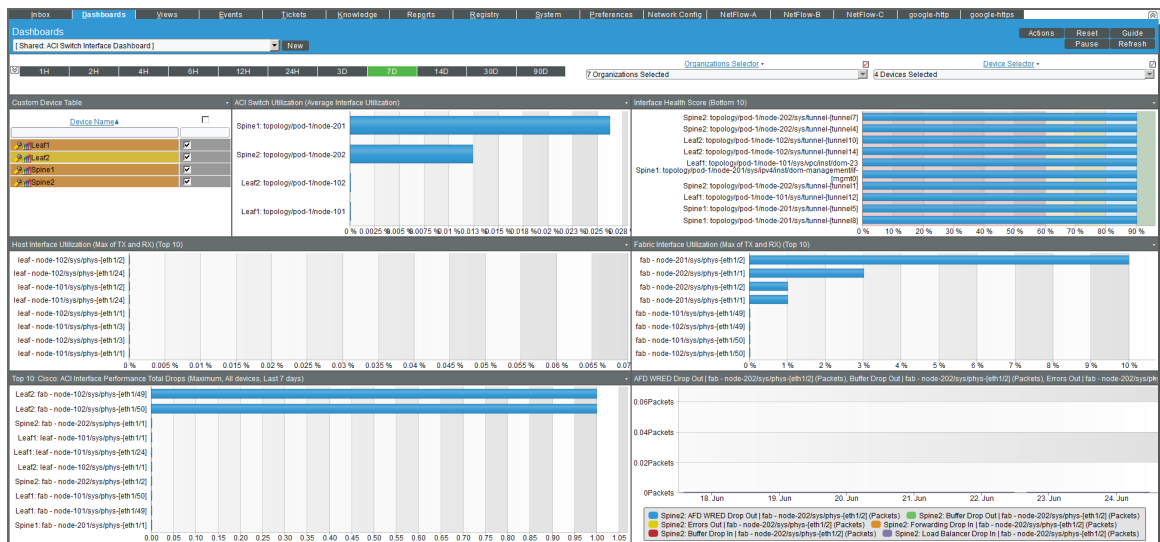 Inbox Dashboards Views Events Tickets Knowledge Reports Registry System Preferences Network Config NetFlow-A NetFlow-B NetFlow-C google-http google-https
Dashboards
Actions Reset Guide
[ Shared: ACI Switch Interface Dashboard ] New
Pause Refresh
Organizations Selector Device Selector
1H 2H 4H 6H 12H 24H 3D 7D 14D 30D 90D
7 Organizations Selected 4 Devices Selected
Custom Device Table
Device Name
Leaf1
Leaf2
Spine1
Spine2
ACI Switch Utilization (Average Interface Utilization)
Spine1: topology/pod-1/node-201
Spine2: topology/pod-1/node-202
Leaf2: topology/pod-1/node-102
Leaf1: topology/pod-1/node-101
0 % 0.0025 % 0.005 % 0.0075 % 0.01 % 0.013 % 0.015 % 0.018 % 0.02 % 0.023 % 0.025 % 0.028
Interface Health Score (Bottom 10)
Spine2: topology/pod-1/node-202/sys/tunnel-[tunnel7]
Spine2: topology/pod-1/node-202/sys/tunnel-[tunnel4]
Leaf2: topology/pod-1/node-102/sys/tunnel-[tunnel10]
Leaf2: topology/pod-1/node-102/sys/tunnel-[tunnel14]
Leaf1: topology/pod-1/node-101/sys/vpc/inst/dom-23
Spine1: topology/pod-1/node-201/sys/ipv4/inst/dom-management/if-
[mgmt0]
Spine2: topology/pod-1/node-202/sys/tunnel-[tunnel1]
Leaf1: topology/pod-1/node-101/sys/tunnel-[tunnel12]
Spine1: topology/pod-1/node-201/sys/tunnel-[tunnel5]
Spine1: topology/pod-1/node-201/sys/tunnel-[tunnel8]
0 % 10 % 20 % 30 % 40 % 50 % 60 % 70 % 80 % 90 %
Host Interface Utilization (Max of TX and RX) (Top 10)
leaf - node-102/sys/phys-[eth1/2]
leaf - node-102/sys/phys-[eth1/24]
leaf - node-101/sys/phys-[eth1/2]
leaf - node-101/sys/phys-[eth1/24]
leaf - node-102/sys/phys-[eth1/1]
leaf - node-101/sys/phys-[eth1/3]
leaf - node-102/sys/phys-[eth1/3]
leaf - node-101/sys/phys-[eth1/1]
0 % 0.005 % 0.01 % 0.015 % 0.02 % 0.025 % 0.03 % 0.035 % 0.04 % 0.045 % 0.05 % 0.055 % 0.06 % 0.065 % 0.07
Fabric Interface Utilization (Max of TX and RX) (Top 10)
fab - node-201/sys/phys-[eth1/2]
fab - node-202/sys/phys-[eth1/1]
fab - node-202/sys/phys-[eth1/2]
fab - node-201/sys/phys-[eth1/1]
fab - node-101/sys/phys-[eth1/49]
fab - node-102/sys/phys-[eth1/49]
fab - node-101/sys/phys-[eth1/50]
fab - node-102/sys/phys-[eth1/50]
0 % 1 % 2 % 3 % 4 % 5 % 6 % 7 % 8 % 9 % 10 %
Top 10: Cisco: ACI Interface Performance Total Drops (Maximum, All devices, Last 7 days)
Leaf2: fab - node-102/sys/phys-[eth1/49]
Leaf2: fab - node-102/sys/phys-[eth1/50]
Spine2: fab - node-202/sys/phys-[eth1/1]
Leaf1: leaf - node-101/sys/phys-[eth1/1]
Leaf1: leaf - node-101/sys/phys-[eth1/24]
Leaf2: leaf - node-102/sys/phys-[eth1/1]
Spine2: fab - node-202/sys/phys-[eth1/2]
Leaf1: fab - node-101/sys/phys-[eth1/50]
Leaf1: fab - node-101/sys/phys-[eth1/49]
Spine1: fab - node-201/sys/phys-[eth1/1]
0.00 0.05 0.10 0.15 0.20 0.25 0.30 0.35 0.40 0.45 0.50 0.55 0.60 0.65 0.70 0.75 0.80 0.85 0.90 0.95 1.00 1.05
AFD WRED Drop Out | fab - node-202/sys/phys-[eth1/2] (Packets), Buffer Drop Out | fab - node-202/sys/phys-[eth1/2] (Packets), Errors Out | fab - node-202/sys/ph
0.06Packets
0.04Packets
0.02Packets
0Packets
18. Jun 19. Jun 20. Jun 21. Jun 22. Jun 23. Jun 24. Jun
Spine2: AFD WRED Drop Out | fab - node-202/sys/phys-[eth1/2] (Packets) Spine2: Buffer Drop Out | fab - node-202/sys/phys-[eth1/2] (Packets)
Spine2: Errors Out | fab - node-202/sys/phys-[eth1/2] (Packets) Spine2: Forwarding Drop In | fab - node-202/sys/phys-[eth1/2] (Packets)
Spine2: Buffer Drop In | fab - node-202/sys/phys-[eth1/2] (Packets) Spine2: Load Balancer Drop In | fab - node-202/sys/phys-[eth1/2] (Packets)